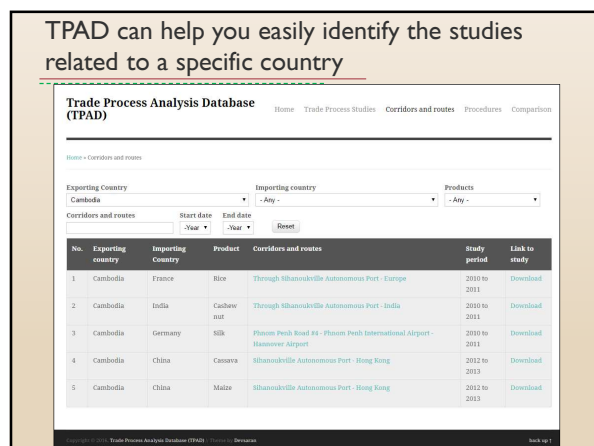 TPAD can help you easily identify the studies
related to a specific country
Trade Process Analysis Database
(TPAD)
Home Trade Process Studies Corridors and routes Procedures Comparison
Home » Corridors and routes
Exporting Country Importing country Products
Cambodia - Any - - Any -
Corridors and routes Start date End date
-Year -Year Reset
No. Exporting country Importing Country Product Corridors and routes Study period Link to study
1 Cambodia France Rice Through Sihanoukville Autonomous Port - Europe 2010 to 2011 Download
2 Cambodia India Cashew nut Through Sihanoukville Autonomous Port - India 2010 to 2011 Download
3 Cambodia Germany Silk Phnom Penh Road #4 - Phnom Penh International Airport - Hannover Airport 2010 to 2011 Download
4 Cambodia China Cassava Sihanoukville Autonomous Port - Hong Kong 2012 to 2013 Download
5 Cambodia China Maize Sihanoukville Autonomous Port - Hong Kong 2012 to 2013 Download
Copyright © 2014, Trade Process Analysis Database (TPAD) | Theme by Devsaran back up ↑